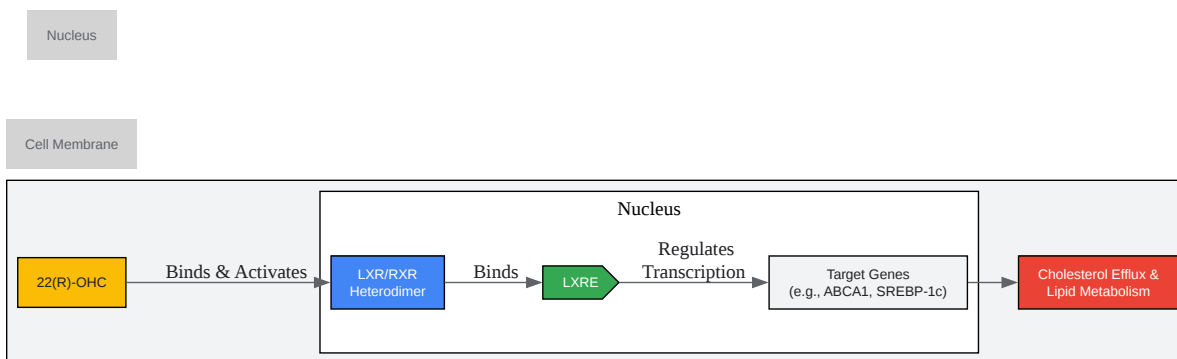 Nucleus
Cell Membrane
Nucleus
22(R)-OHC
Binds & Activates
LXR/RXR
Heterodimer
Binds
LXRE
Regulates
Transcription
Target Genes
(e.g., ABCA1, SREBP-1c)
Cholesterol Efflux &
Lipid Metabolism